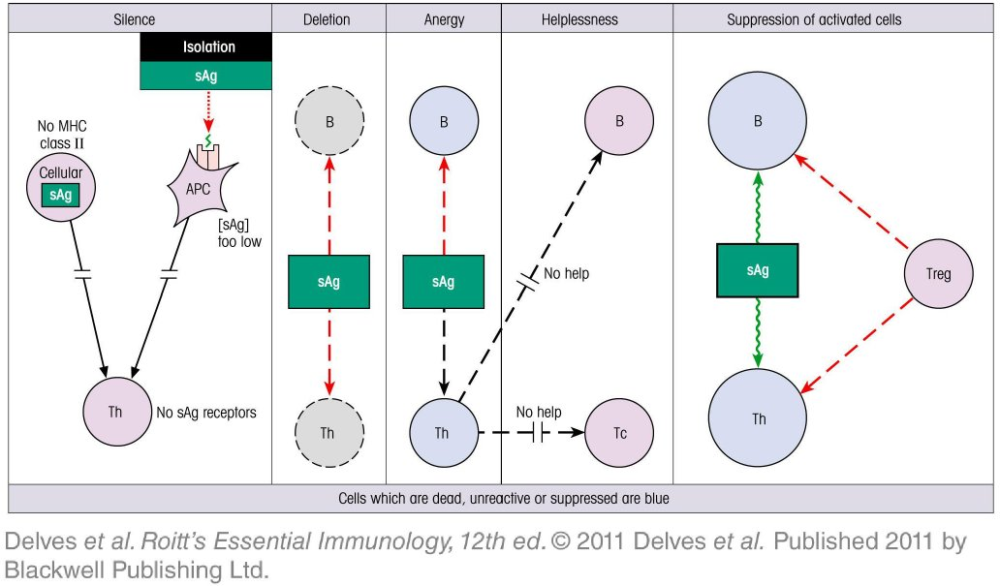 Silence
Deletion
Anergy
Helplessness
Suppression of activated cells
Isolation
sAg
No MHC
class II
Cellular
sAg
APC
[sAg]
too low
Th
No sAg receptors
B
sAg
Th
B
sAg
Th
B
No help
No help
Tc
B
sAg
Treg
Th
Cells which are dead, unreactive or suppressed are blue
Delves et al. Roitt’s Essential Immunology, 12th ed. © 2011 Delves et al. Published 2011 by
Blackwell Publishing Ltd.